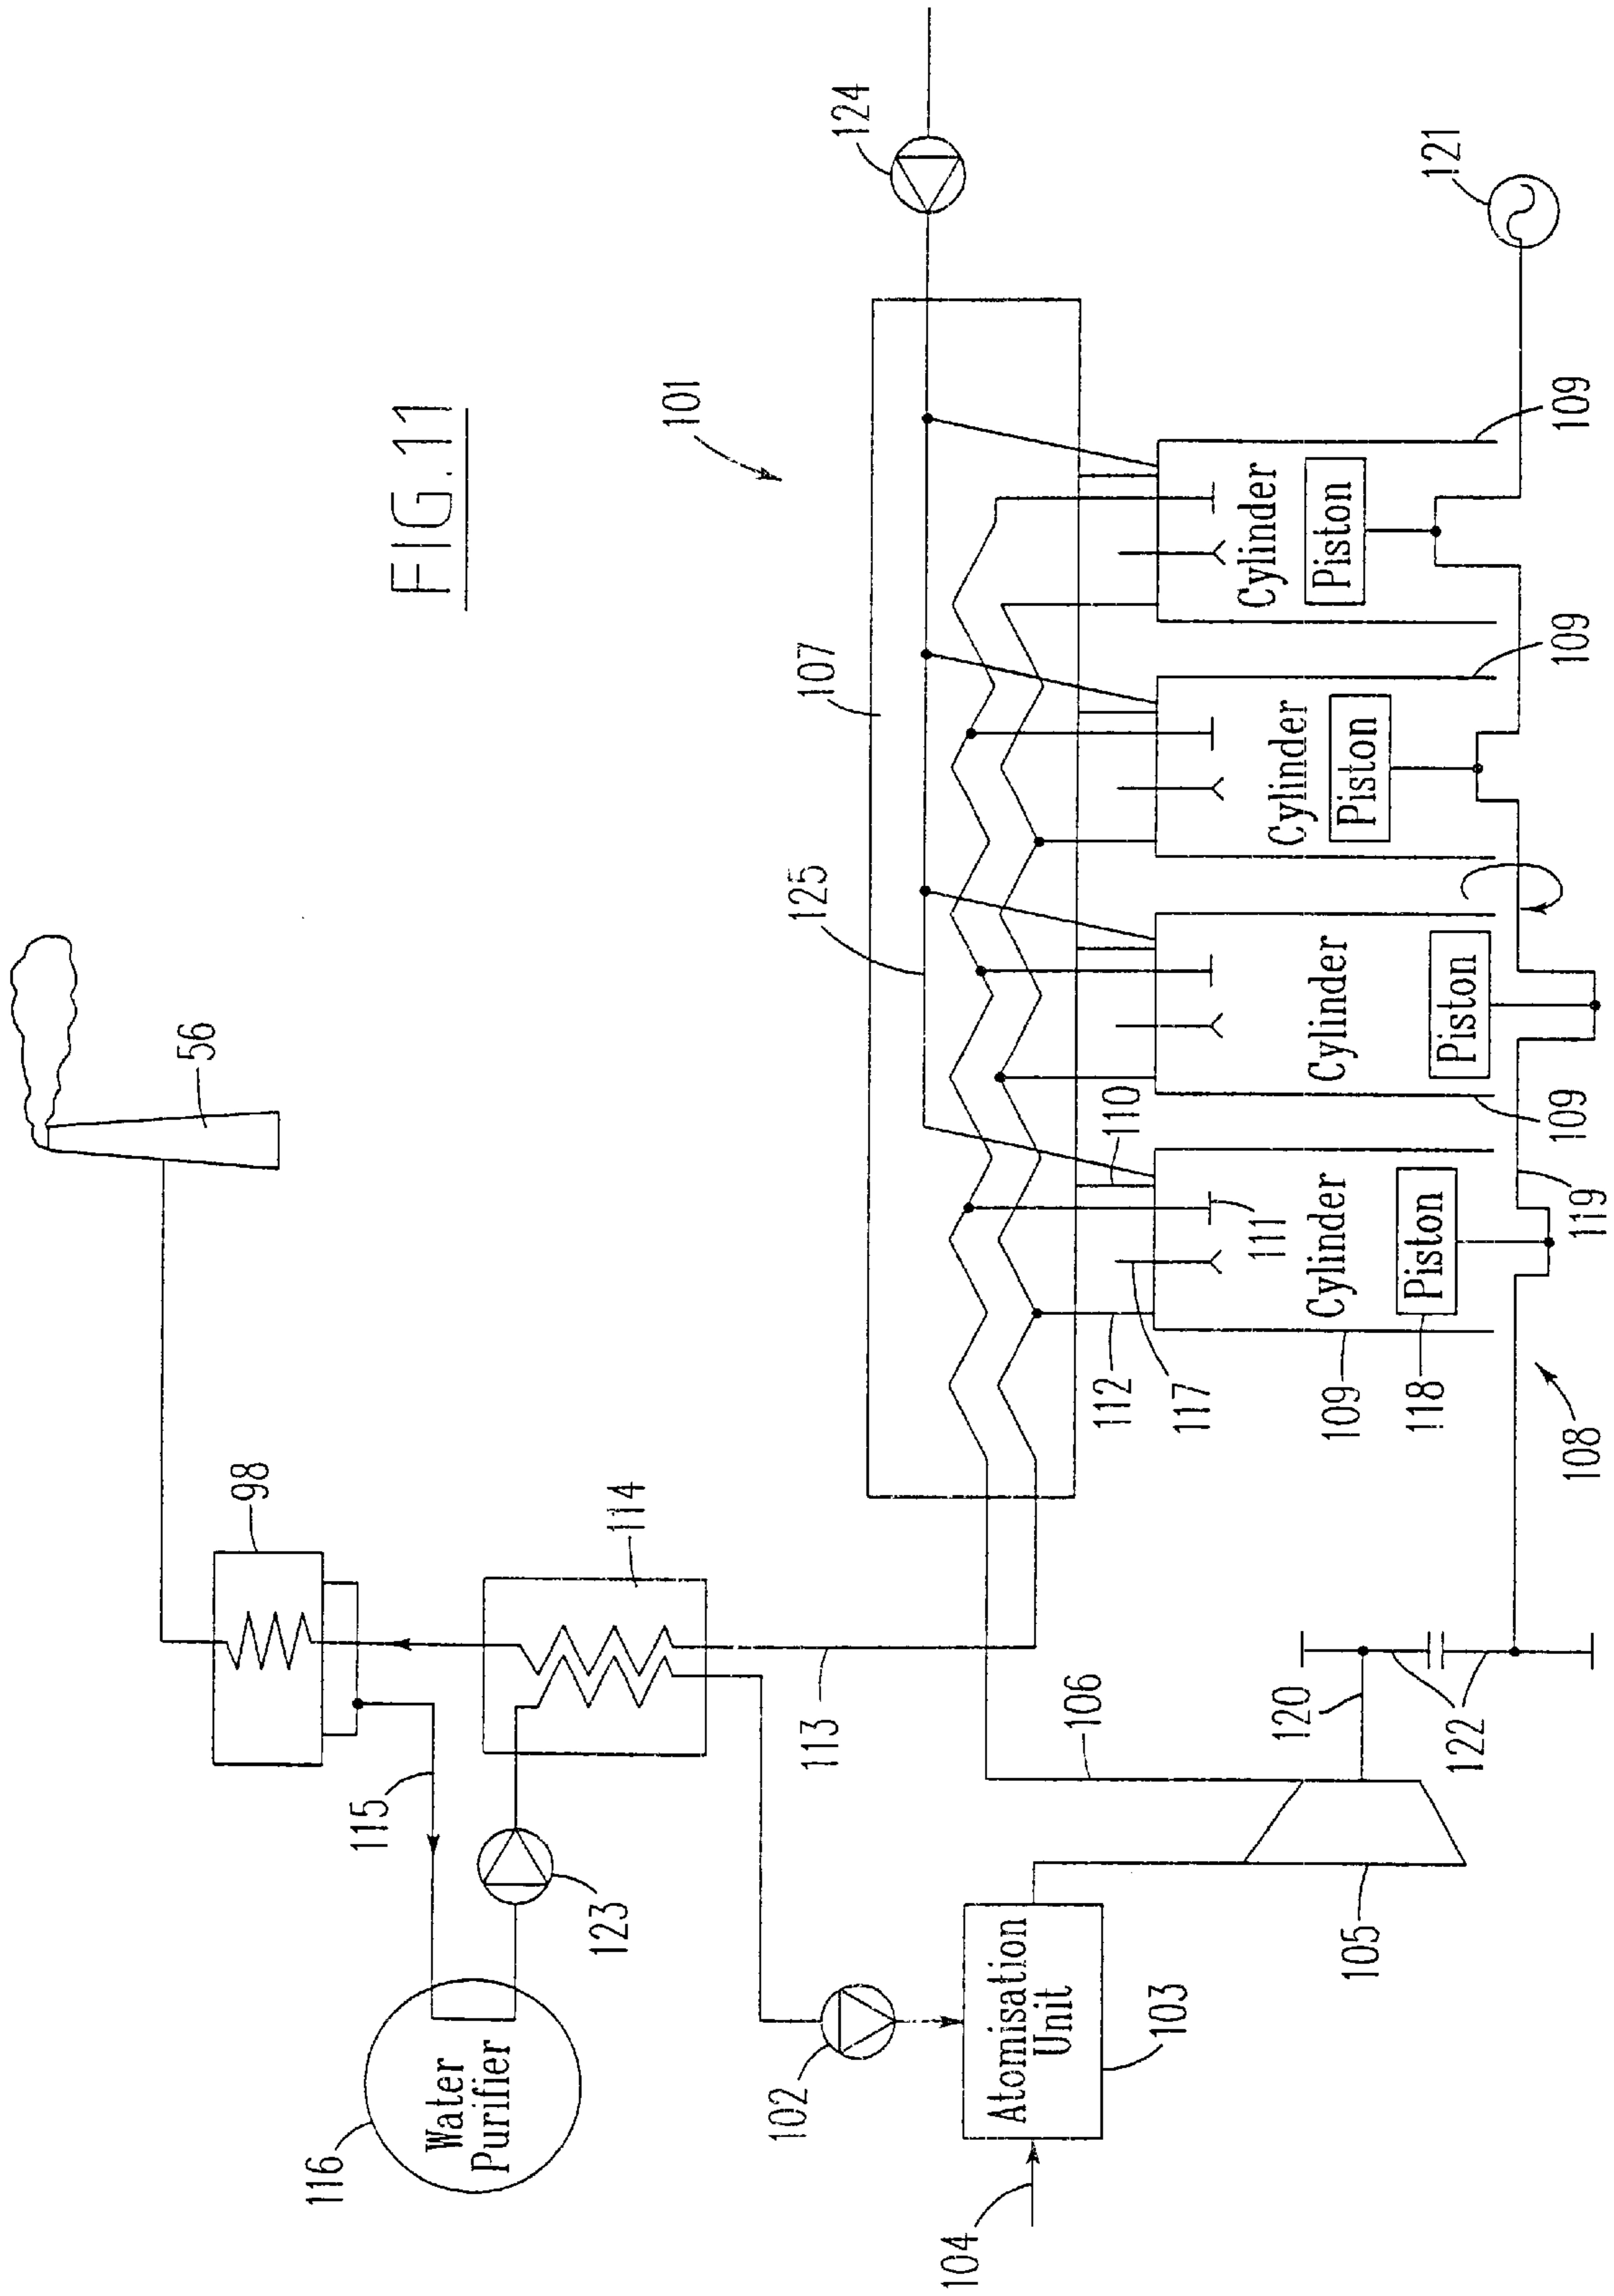 FIG.11
101
56
98
114
115
116
Water
Purifier
123
113
102
Atomisation
Unit
103
104
105
106
120
122
107
125
124
121
110
111
112
117
109
118
108
119
109
109
109
Cylinder
Piston
Cylinder
Piston
Cylinder
Piston
Cylinder
Piston